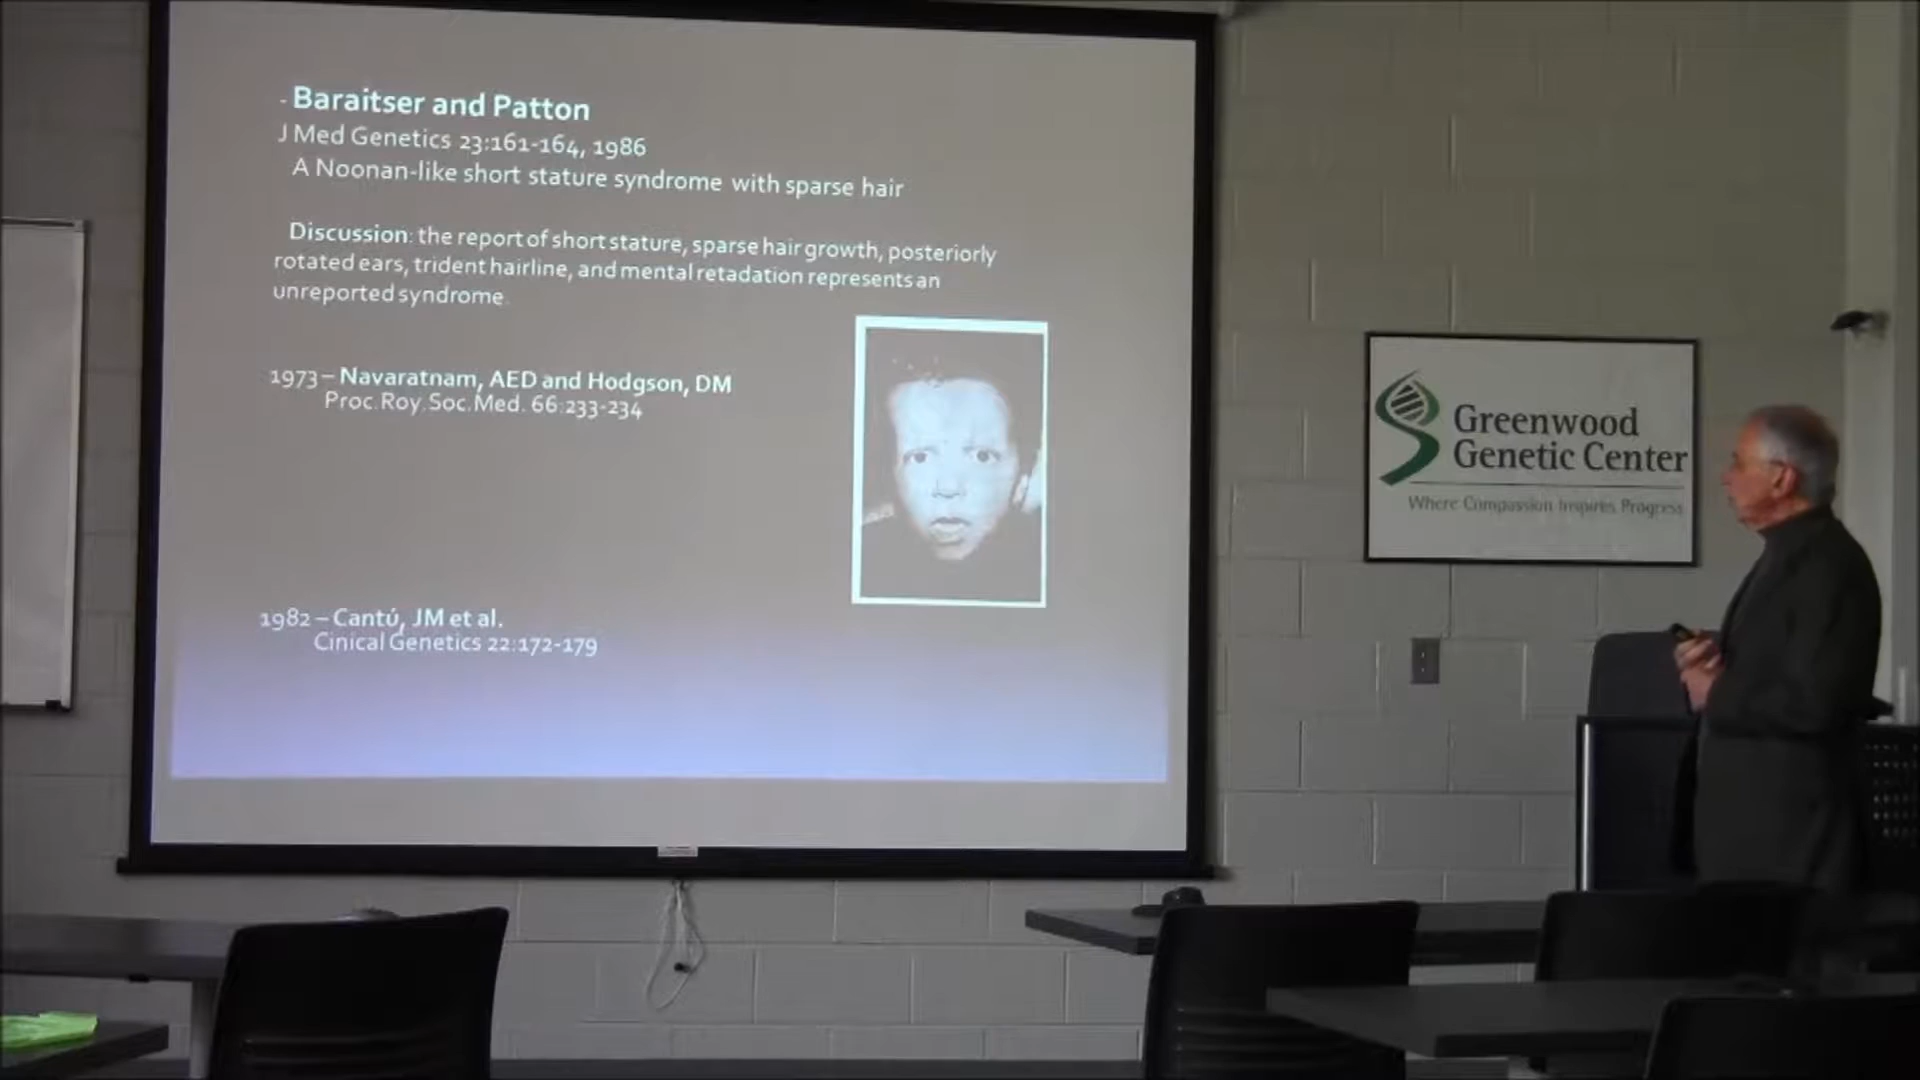 - Baraitser and Patton
J Med Genetics 23:161-164, 1986
A Noonan-like short stature syndrome with sparse hair
Discussion: the report of short stature, sparse hair growth, posteriorly
rotated ears, trident hairline, and mental retadation represents an
unreported syndrome.
1973 – Navaratnam, AED and Hodgson, DM
Proc.Roy.Soc.Med. 66:233-234
1982 – Cantú, JM et al.
Cinical Genetics 22:172-179
Greenwood
Genetic Center
Where Compassion Inspires Progress